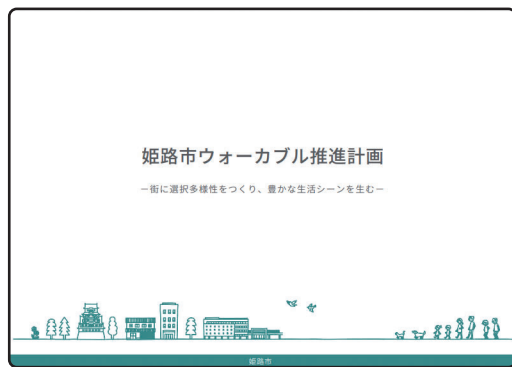 姫路市ウォーカブル推進計画
－街に選択多様性をつくり、豊かな生活シーンを生む－
姫路市